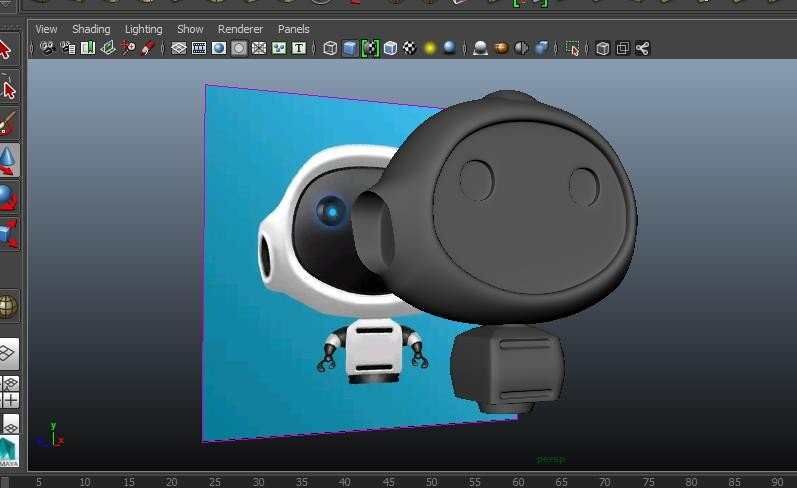 View Shading Lighting Show Renderer Panels
T
y
x
persp
MAYA
5 10 15 20 25 30 35 40 45 50 55 60 65 70 75 80 85 90